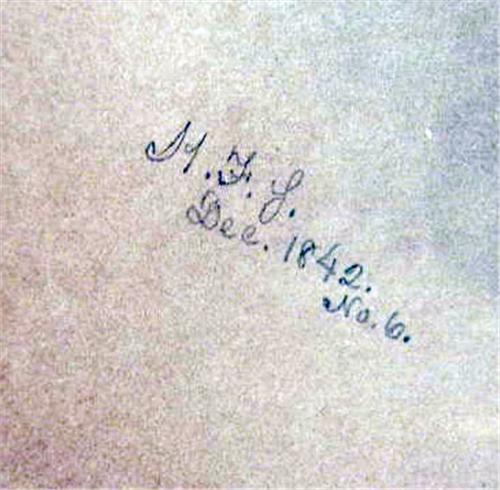 H. F. S.
Dec. 1842.
No. 6.